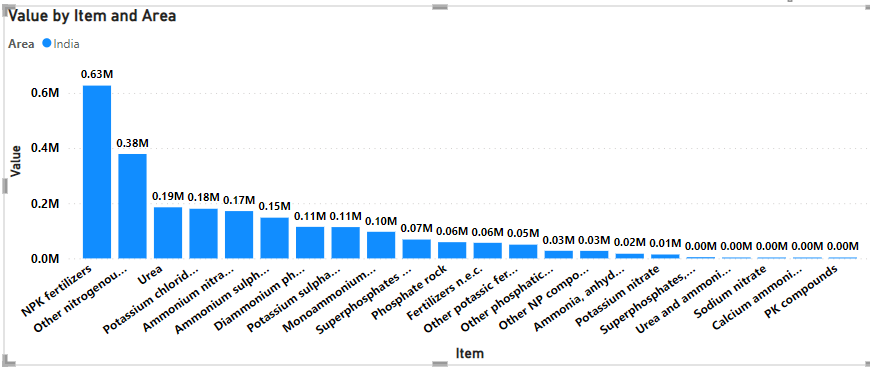 Value by Item and Area
Area India
0.63M
0.38M
0.19M 0.18M 0.17M 0.15M 0.11M 0.11M 0.10M 0.07M 0.06M 0.06M 0.05M 0.03M 0.03M 0.02M 0.01M 0.00M 0.00M 0.00M 0.00M 0.00M
0.6M
0.4M
0.2M
0.0M
Value
NPK fertilizers
Other nitrogenou...
Urea
Potassium chlorid...
Ammonium nitra...
Ammonium sulph...
Diammonium ph...
Potassium sulpha...
Monoammonium...
Superphosphates ...
Phosphate rock
Fertilizers n.e.c.
Other potassic fer...
Other phosphatic...
Other NP compo...
Ammonia, anhyd...
Potassium nitrate
Superphosphates,...
Urea and ammoni...
Sodium nitrate
Calcium ammoni...
PK compounds
Item